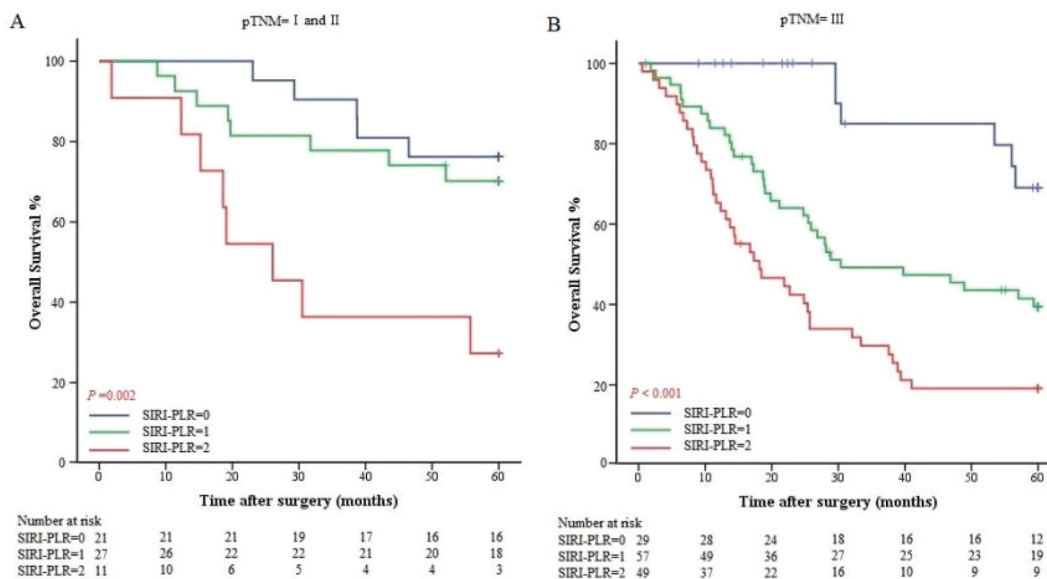 A
pTNM= I and II
Overall Survival %
100
80
60
40
20
0
P =0.002
SIRI-PLR=0
SIRI-PLR=1
SIRI-PLR=2
0 10 20 30 40 50 60
Time after surgery (months)
Number at risk
SIRI-PLR=0 21 21 21 19 17 16 16
SIRI-PLR=1 27 26 22 22 21 20 18
SIRI-PLR=2 11 10 6 5 4 4 3
B
pTNM= III
Overall Survival %
100
80
60
40
20
0
P < 0.001
SIRI-PLR=0
SIRI-PLR=1
SIRI-PLR=2
0 10 20 30 40 50 60
Time after surgery (months)
Number at risk
SIRI-PLR=0 29 28 24 18 16 16 12
SIRI-PLR=1 57 49 36 27 25 23 19
SIRI-PLR=2 49 37 22 16 10 9 9